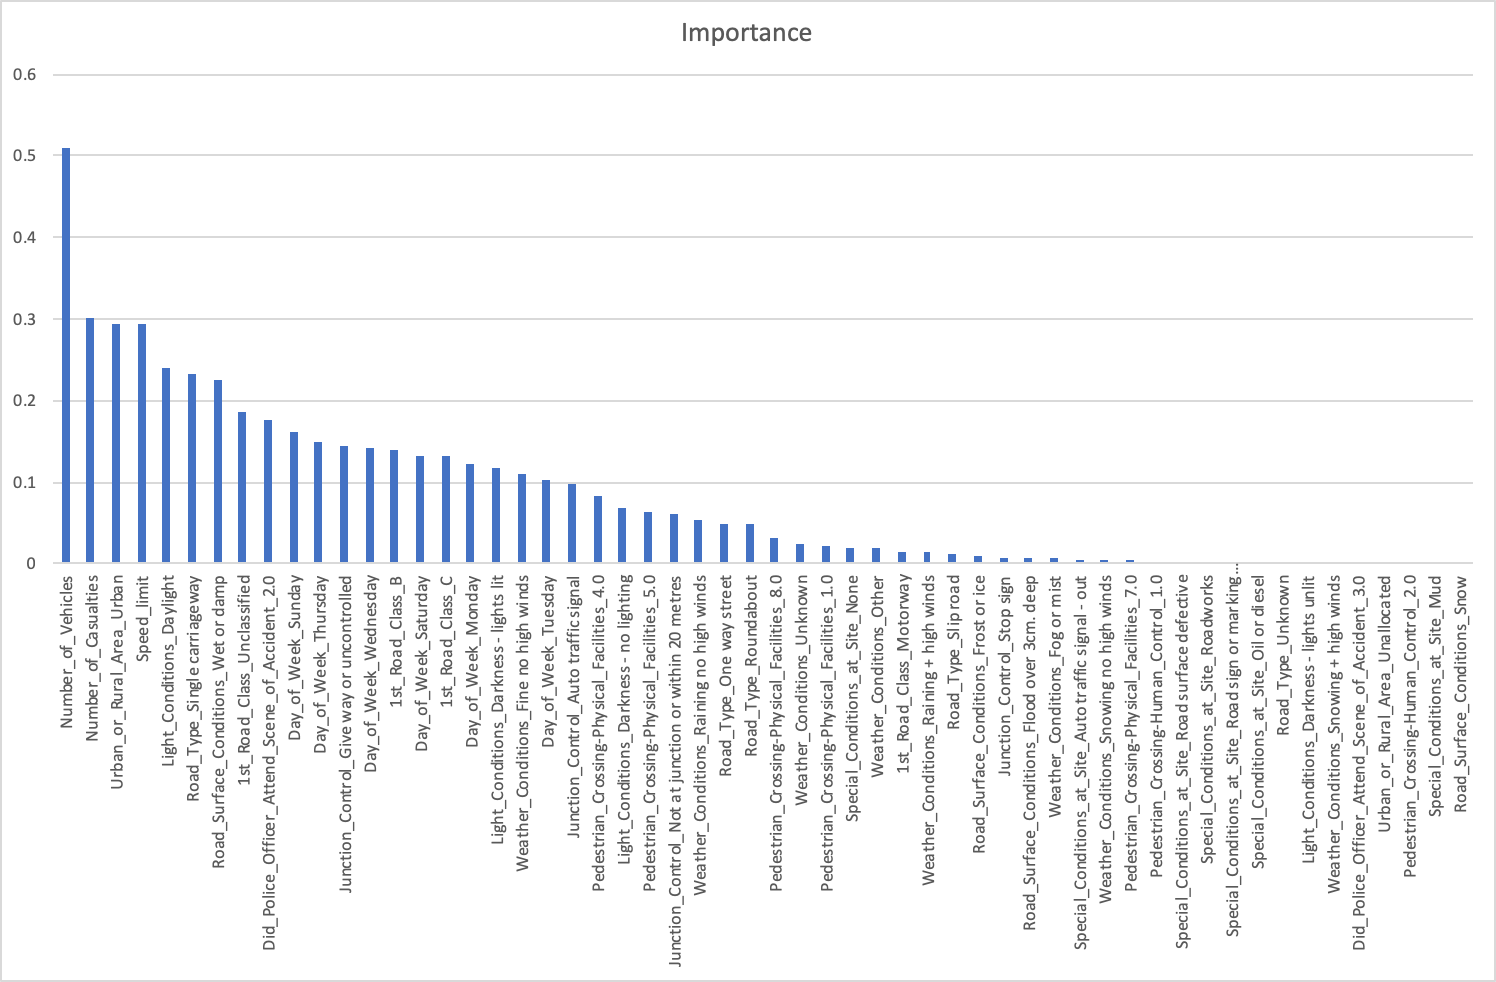 Importance
0.6
0.5
0.4
0.3
0.2
0.1
0
Number_of_Vehicles
Number_of_Casualties
Urban_or_Rural_Area_Urban
Speed_limit
Light_Conditions_Daylight
Road_Type_Single carriageway
Road_Surface_Conditions_Wet or damp
1st_Road_Class_Unclassified
Did_Police_Officer_Attend_Scene_of_Accident_2.0
Day_of_Week_Sunday
Day_of_Week_Thursday
Junction_Control_Give way or uncontrolled
Day_of_Week_Wednesday
1st_Road_Class_B
Day_of_Week_Saturday
1st_Road_Class_C
Day_of_Week_Monday
Light_Conditions_Darkness - lights lit
Weather_Conditions_Fine no high winds
Day_of_Week_Tuesday
Junction_Control_Auto traffic signal
Pedestrian_Crossing-Physical_Facilities_4.0
Light_Conditions_Darkness - no lighting
Pedestrian_Crossing-Physical_Facilities_5.0
Junction_Control_Not at junction or within 20 metres
Weather_Conditions_Raining no high winds
Road_Type_One way street
Road_Type_Roundabout
Pedestrian_Crossing-Physical_Facilities_8.0
Weather_Conditions_Unknown
Pedestrian_Crossing-Physical_Facilities_1.0
Special_Conditions_at_Site_None
Weather_Conditions_Other
1st_Road_Class_Motorway
Weather_Conditions_Raining + high winds
Road_Type_Slip road
Road_Surface_Conditions_Frost or ice
Junction_Control_Stop sign
Road_Surface_Conditions_Flood over 3cm. deep
Weather_Conditions_Fog or mist
Special_Conditions_at_Site_Auto traffic signal - out
Weather_Conditions_Snowing no high winds
Pedestrian_Crossing-Physical_Facilities_7.0
Pedestrian_Crossing-Human_Control_1.0
Special_Conditions_at_Site_Road surface defective
Special_Conditions_at_Site_Roadworks
Special_Conditions_at_Site_Road sign or marking...
Special_Conditions_at_Site_Oil or diesel
Road_Type_Unknown
Light_Conditions_Darkness - lights unlit
Weather_Conditions_Snowing + high winds
Did_Police_Officer_Attend_Scene_of_Accident_3.0
Urban_or_Rural_Area_Unallocated
Pedestrian_Crossing-Human_Control_2.0
Special_Conditions_at_Site_Mud
Road_Surface_Conditions_Snow